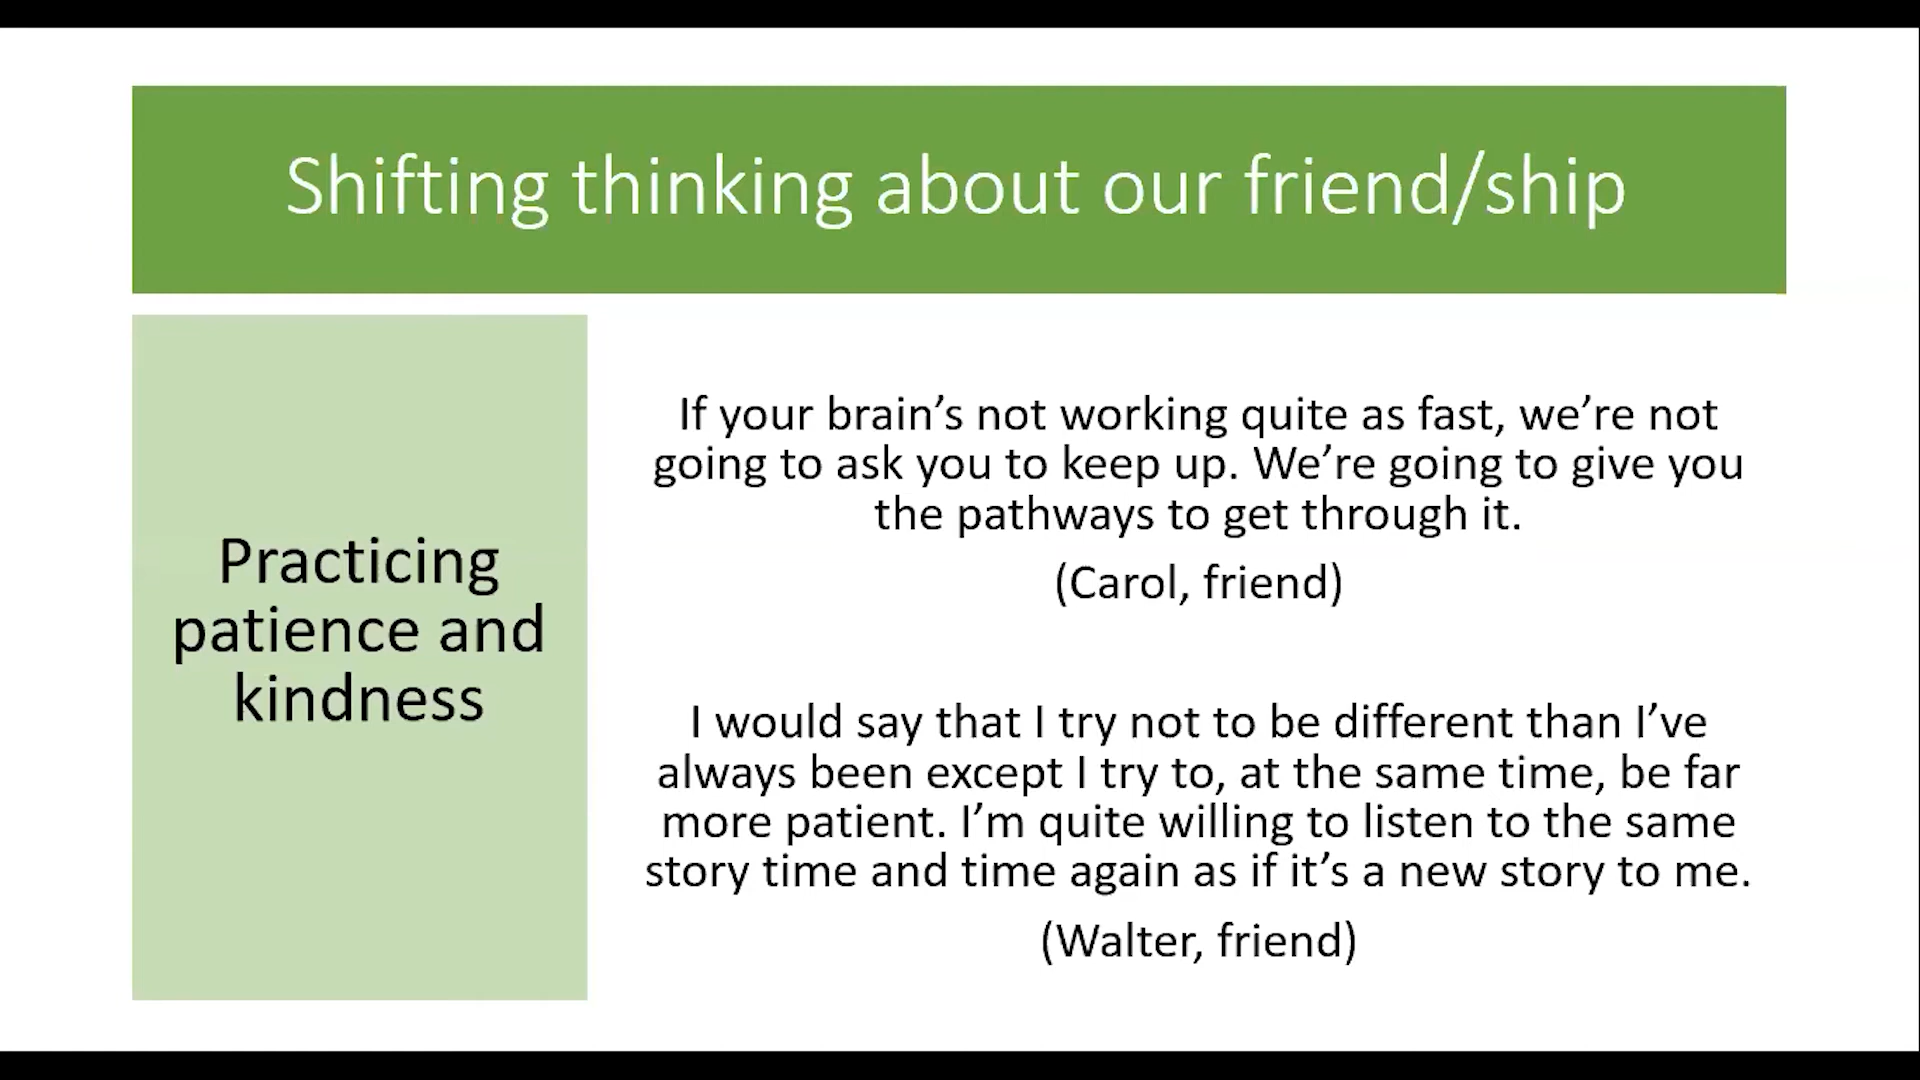 Shifting thinking about our friend/ship
Practicing
patience and
kindness
If your brain’s not working quite as fast, we’re not
going to ask you to keep up. We’re going to give you
the pathways to get through it.
(Carol, friend)
I would say that I try not to be different than I’ve
always been except I try to, at the same time, be far
more patient. I’m quite willing to listen to the same
story time and time again as if it’s a new story to me.
(Walter, friend)